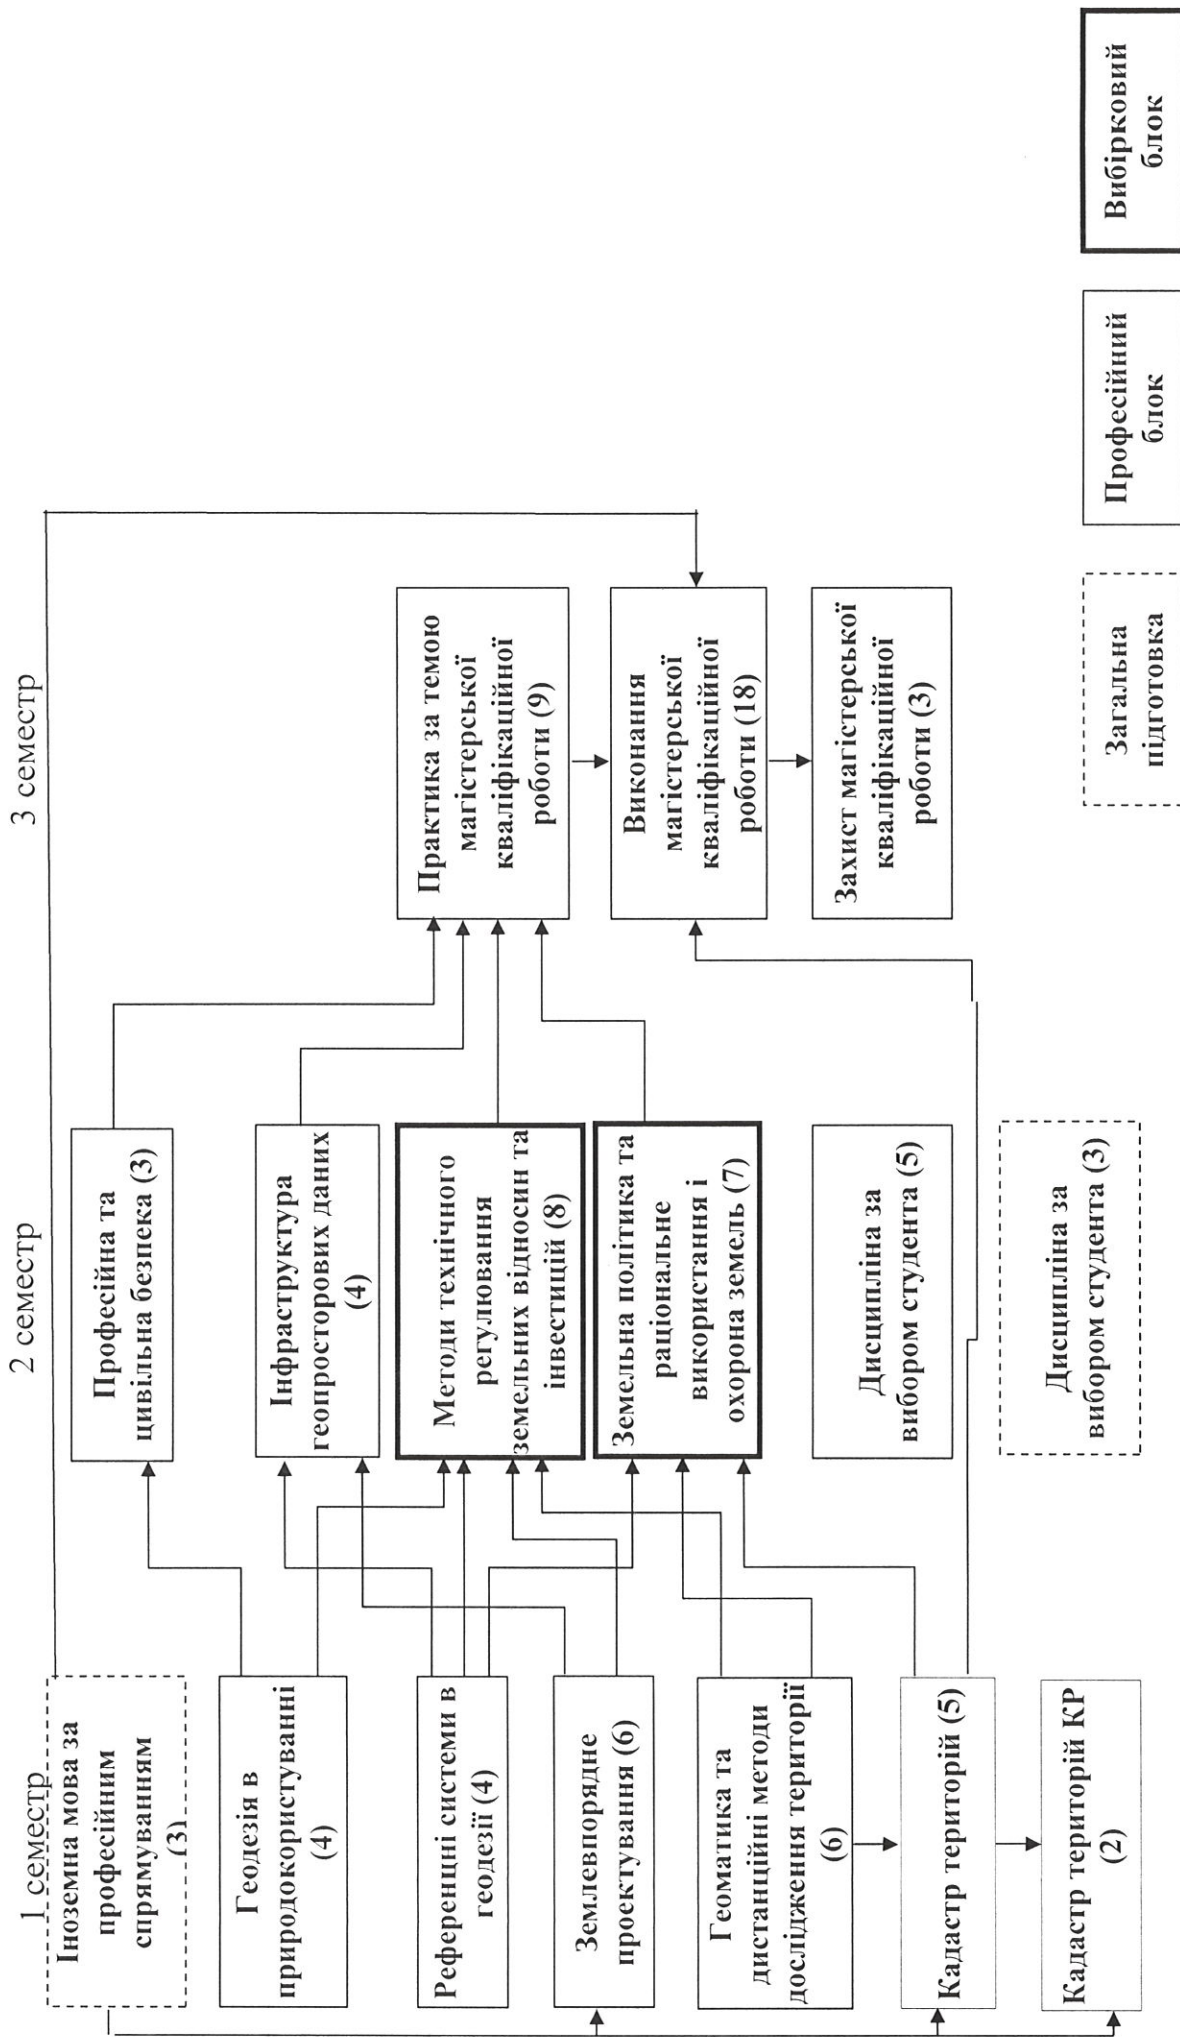 1 семестр
2 семестр
3 семестр
Іноземна мова за
професійним
спрямуванням
(3)
Геодезія в
природокористуванні
(4)
Референцні системи в
геодезії (4)
Землевпорядне
проектування (6)
Геоматика та
дистанційні методи
дослідження території
(6)
Кадастр територій (5)
Кадастр територій КР
(2)
Професійна та
цивільна безпека (3)
Інфраструктура
геопросторових даних
(4)
Методи технічного
регулювання
земельних відносин та
інвестицій (8)
Земельна політика та
раціональне
використання і
охорона земель (7)
Дисципліна за
вибором студента (5)
Дисципліна за
вибором студента (3)
Практика за темою
магістерської
кваліфікаційної
роботи (9)
Виконання
магістерської
кваліфікаційної
роботи (18)
Захист магістерської
кваліфікаційної
роботи (3)
Загальна
підготовка
Професійний
блок
Вибірковий
блок